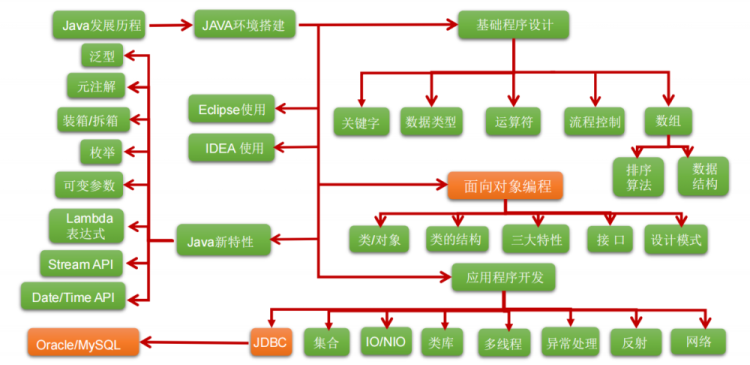 Java发展历程
JAVA环境搭建
基础程序设计
泛型
元注解
装箱/拆箱
枚举
可变参数
Lambda
表达式
Stream API
Date/Time API
Eclipse使用
IDEA 使用
Java新特性
关键字
数据类型
运算符
流程控制
数组
排序
算法
数据
结构
面向对象编程
类/对象
类的结构
三大特性
接 口
设计模式
应用程序开发
Oracle/MySQL
JDBC
集合
IO/NIO
类库
多线程
异常处理
反射
网络